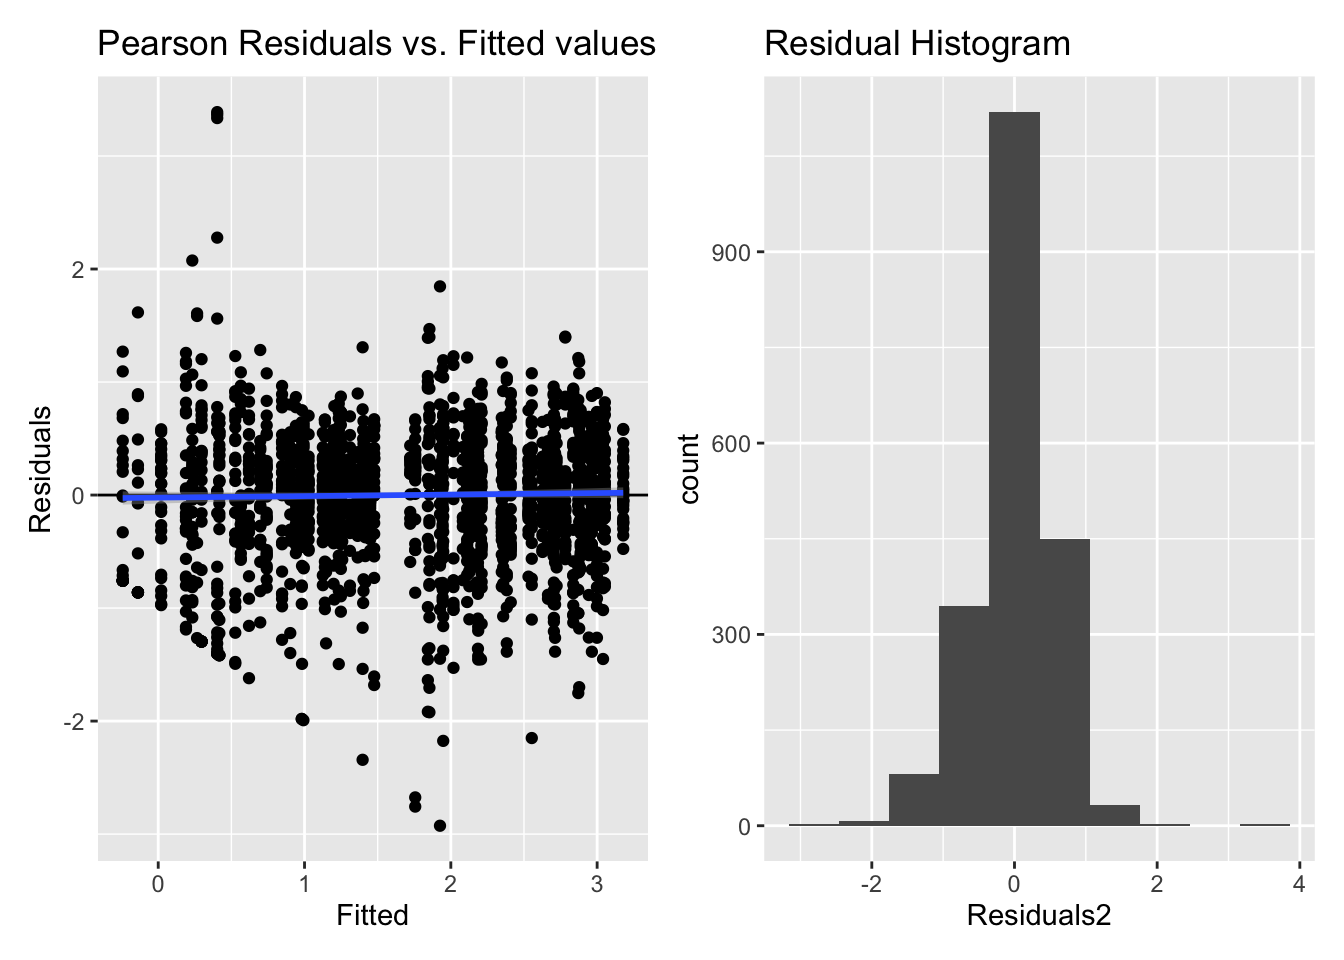 Pearson Residuals vs. Fitted values
Residuals
2
0
-2
0 1 2 3
Fitted
Residual Histogram
count
900
600
300
0
-2 0 2 4
Residuals2